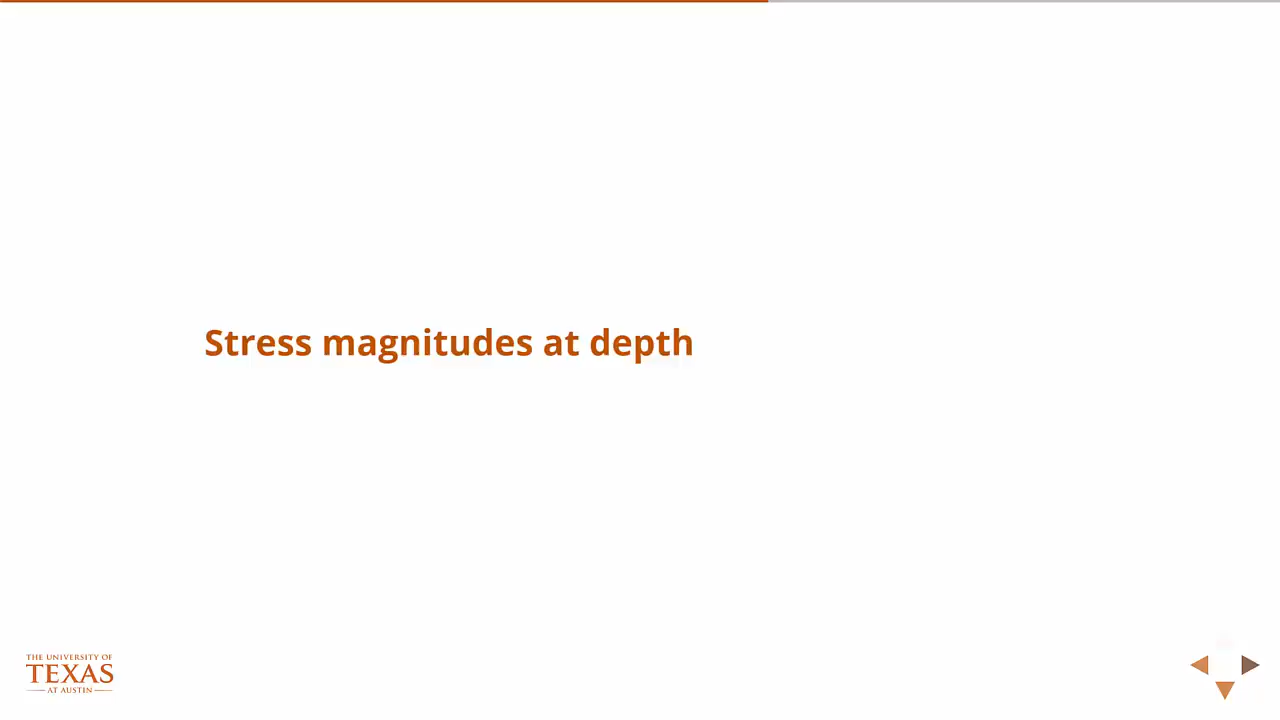 Stress magnitudes at depth
THE UNIVERSITY OF
TEXAS
AT AUSTIN